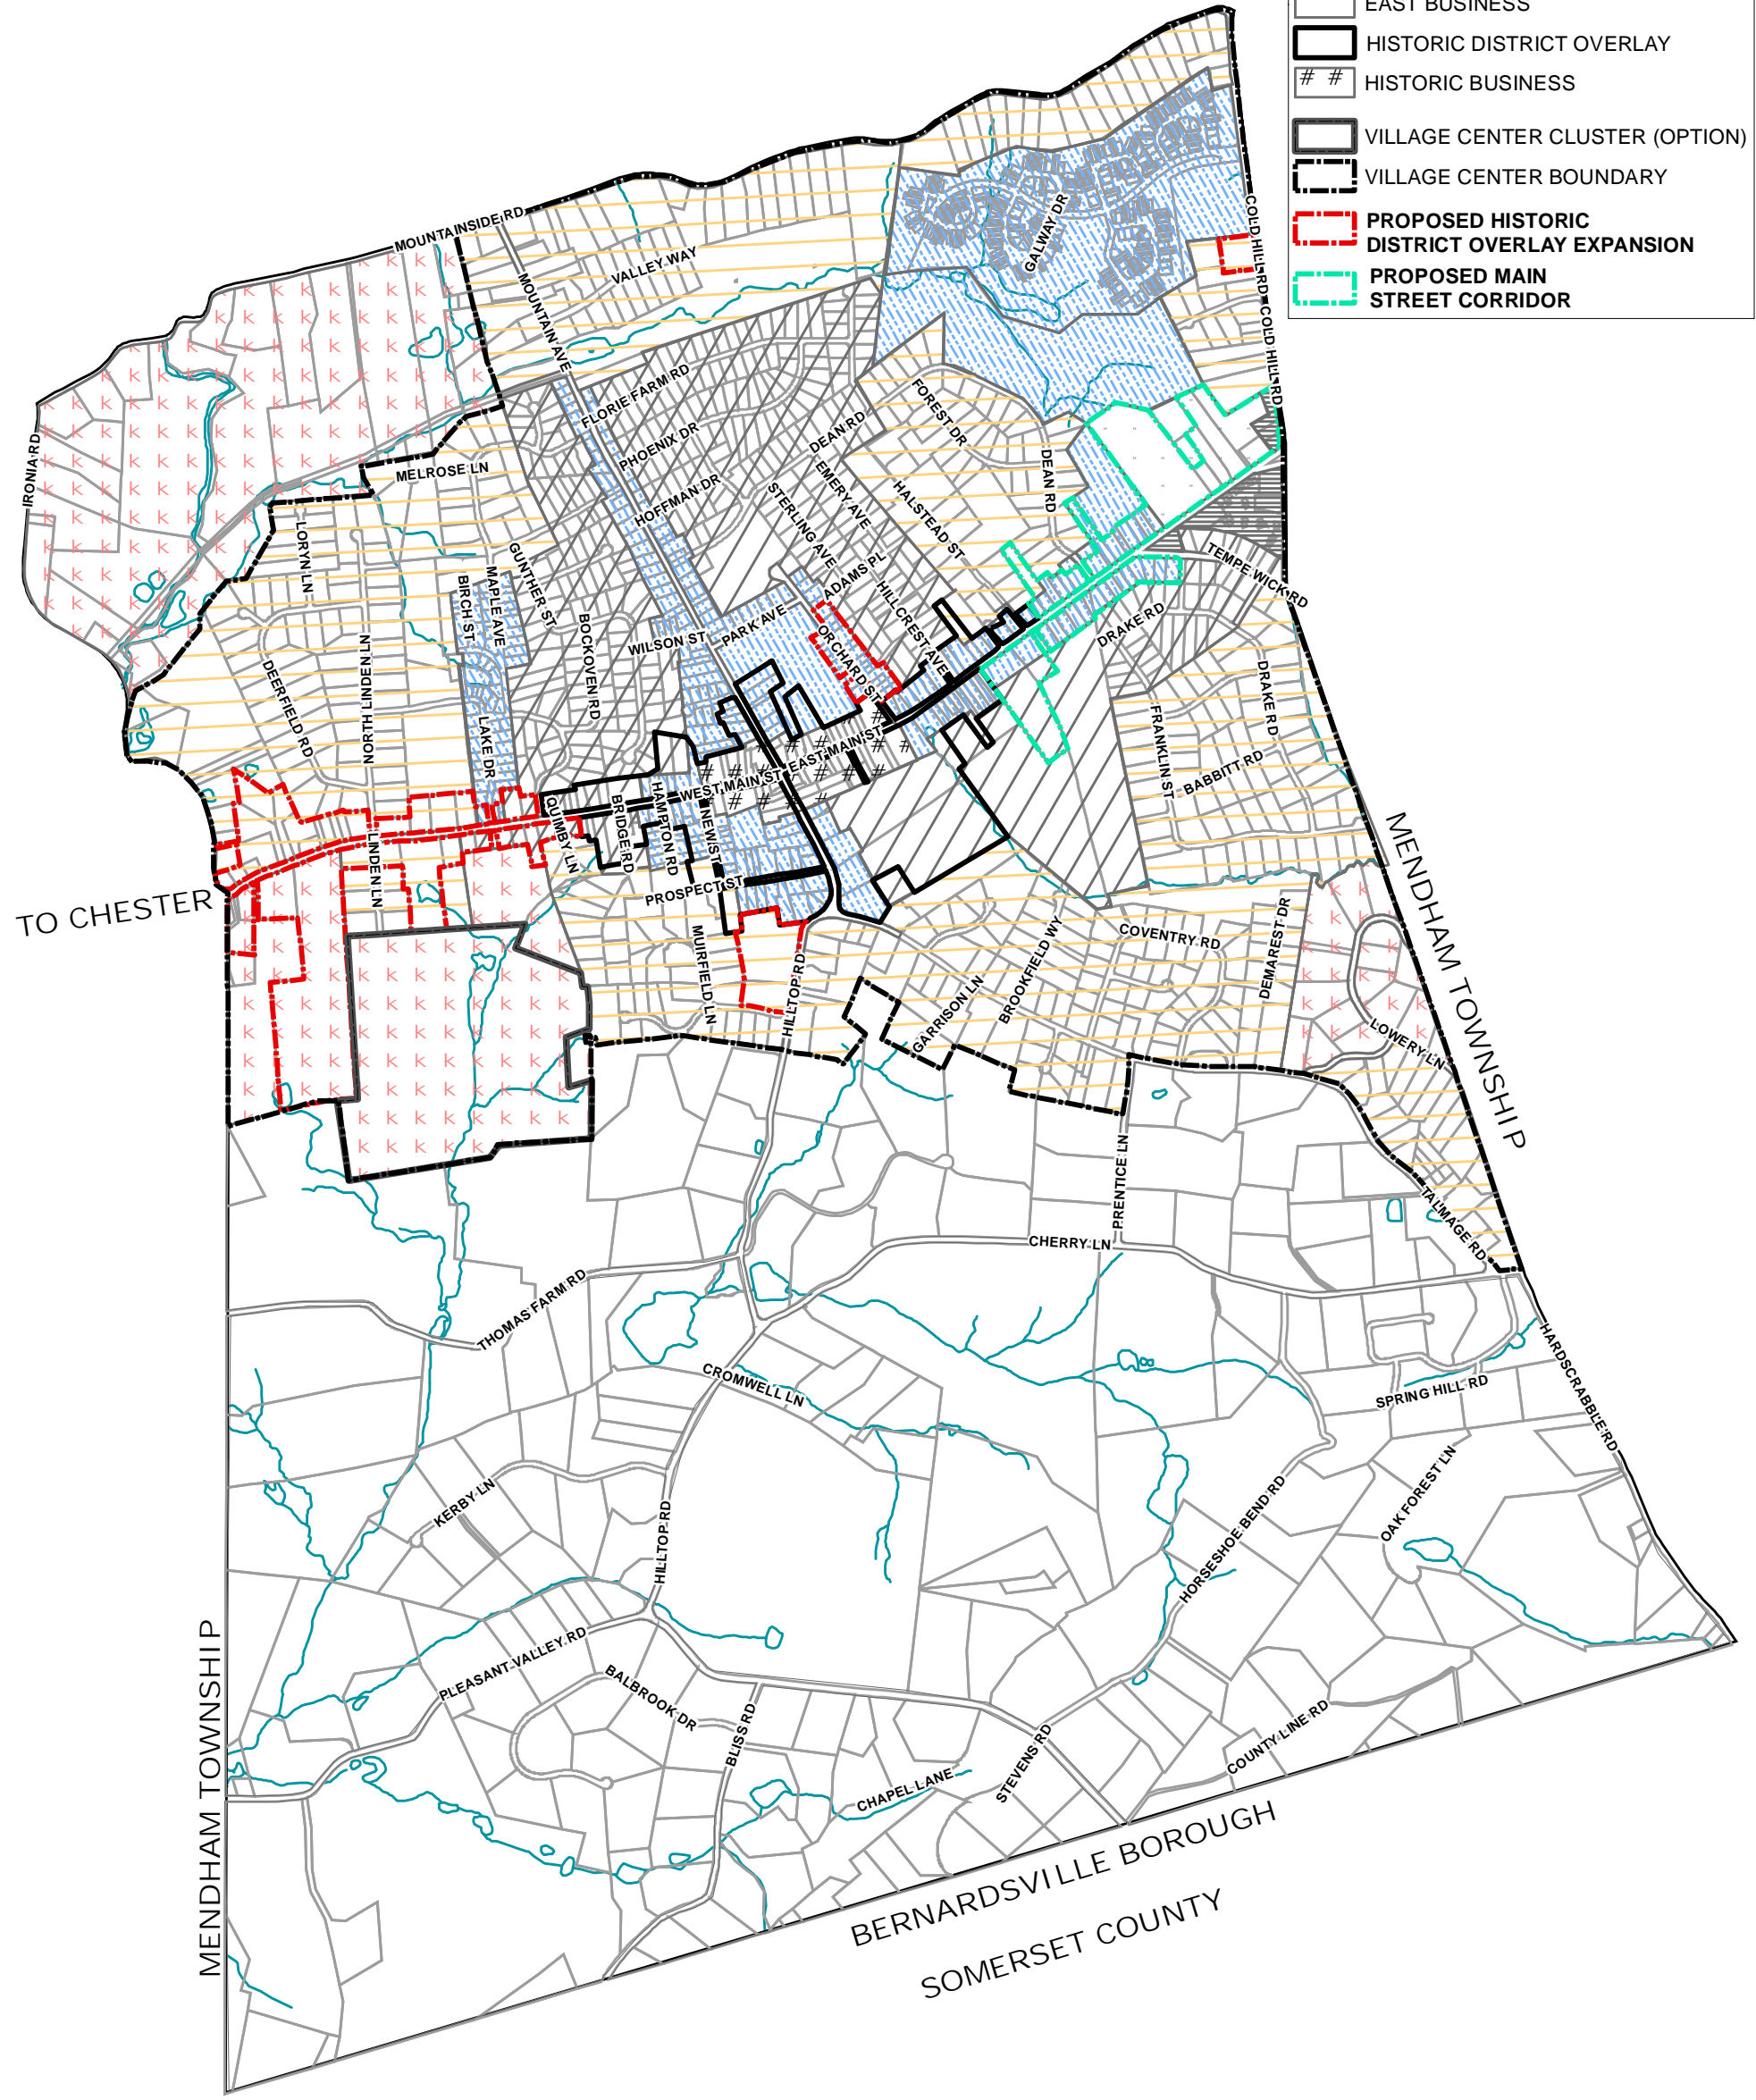 EAST BUSINESS
HISTORIC DISTRICT OVERLAY
# # HISTORIC BUSINESS
VILLAGE CENTER CLUSTER (OPTION)
VILLAGE CENTER BOUNDARY
PROPOSED HISTORIC
DISTRICT OVERLAY EXPANSION
PROPOSED MAIN
STREET CORRIDOR
MOUNTAINSIDE RD
VALLEY WAY
MOUNTAIN AVE
GALWAY DR
COLD HILL RD
COLD HILL RD
IRONIA RD
MELROSE LN
FLORIE FARM RD
PHOENIX DR
HOFFMAN DR
DEAN RD
FOREST DR
DEAN RD
EMERY AVE
STERLING AVE
HALSTEAD ST
ADAMS PL
HILLCREST AVE
LORYN LN
GUNTHER ST
MAPLE AVE
BIRCH ST
BOCKOVEN RD
WILSON ST
PARK AVE
ORCHARD ST
TEMPE WICK RD
DRAKE RD
DRAKE RD
DEERFIELD RD
NORTH LINDEN LN
LAKE DR
FRANKLIN ST
BABBITT RD
WEST MAIN ST
EAST MAIN ST
QUIMBY LN
BRIDGE RD
HAMPTON RD
NEW ST
LINDEN LN
PROSPECT ST
TO CHESTER
MUIRFIELD LN
HILLTOP RD
GARRISON LN
BROOKFIELD WY
COVENTRY RD
DEMAREST DR
LOWERY LN
MENDHAM TOWNSHIP
TALMAGE RD
PRENTICE LN
CHERRY LN
THOMAS FARM RD
CROMWELL LN
SPRING HILL RD
HARDSCRABBLE RD
KERBY LN
HILLTOP RD
HORSESHOE BEND RD
OAK FOREST LN
PLEASANT VALLEY RD
BALBROOK DR
BLISS RD
CHAPEL LANE
STEVENS RD
COUNTY LINE RD
MENDHAM TOWNSHIP
BERNARDSVILLE BOROUGH
SOMERSET COUNTY